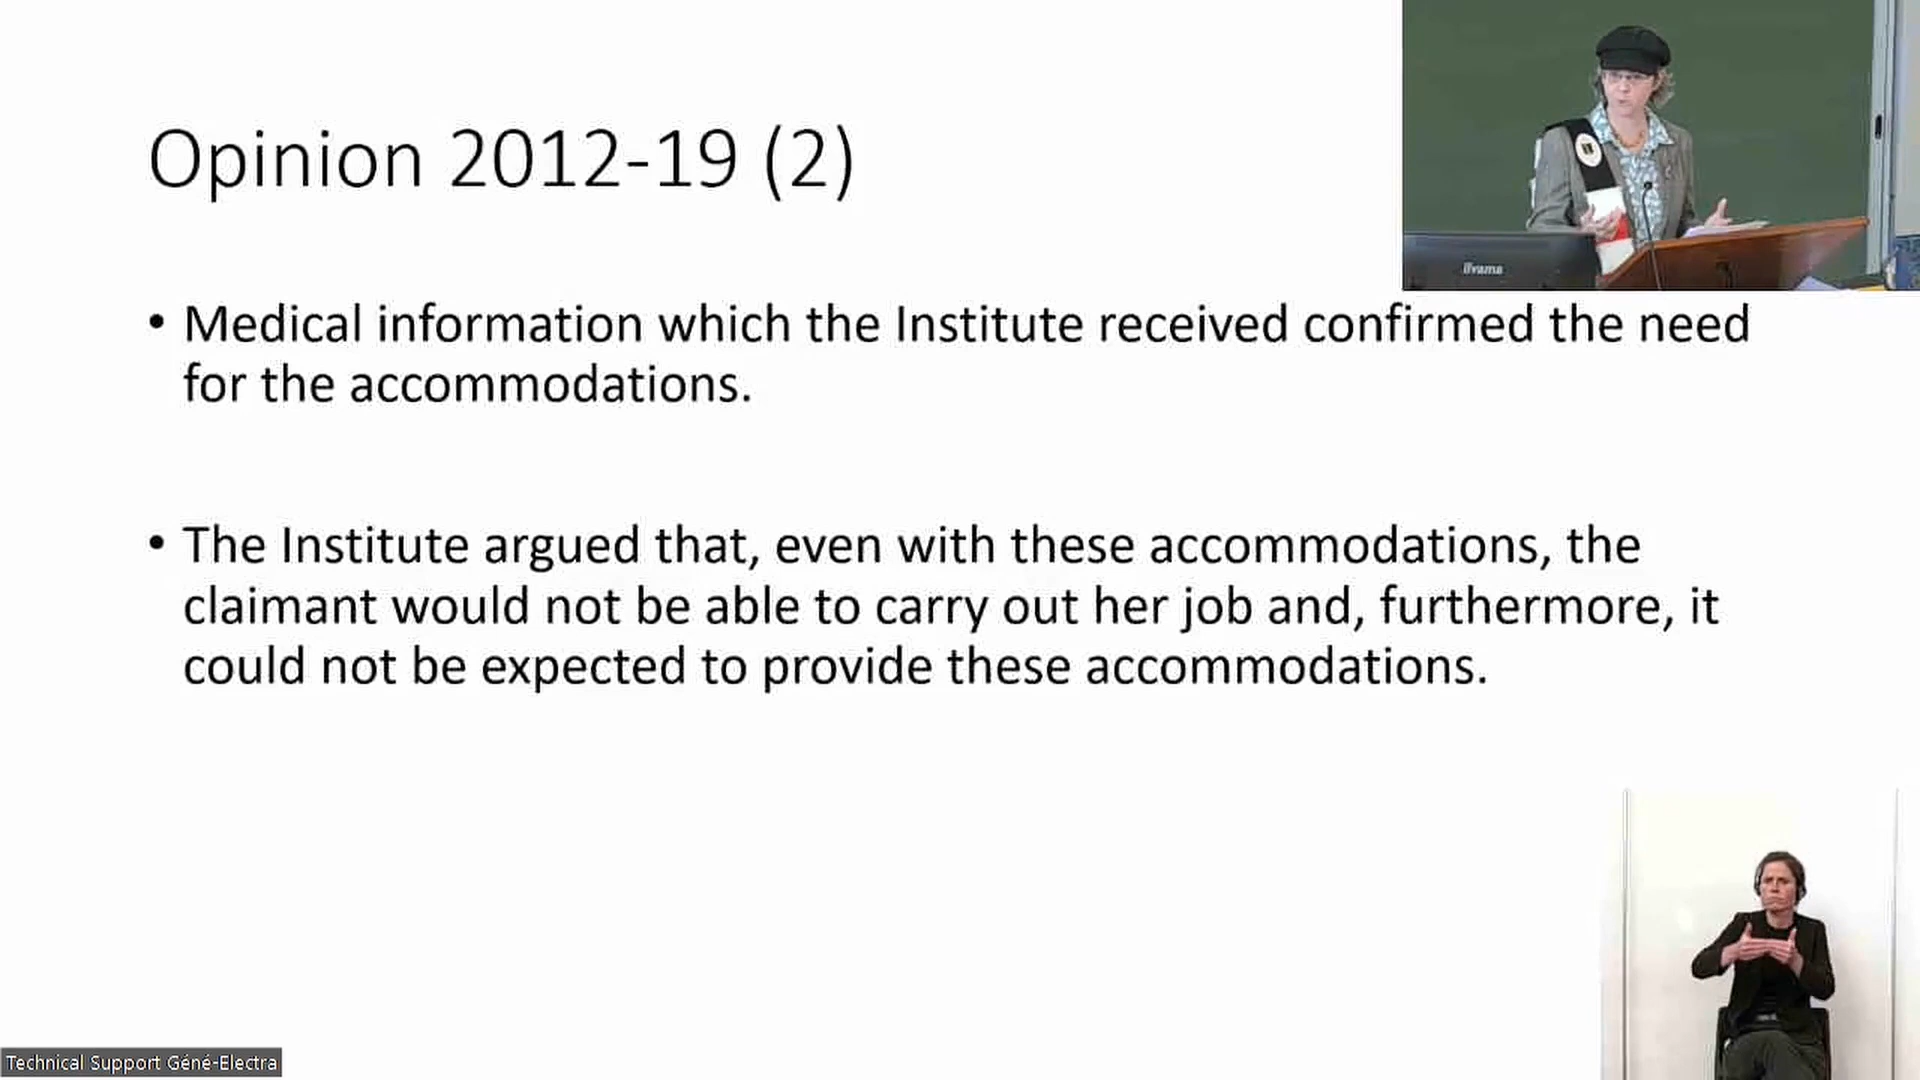 Opinion 2012-19 (2)
• Medical information which the Institute received confirmed the need
for the accommodations.
• The Institute argued that, even with these accommodations, the
claimant would not be able to carry out her job and, furthermore, it
could not be expected to provide these accommodations.
iiyama
Technical Support Géné-Electra